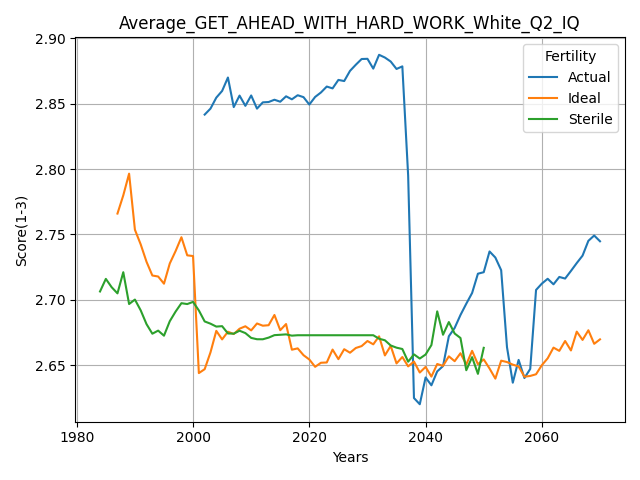 Average_GET_AHEAD_WITH_HARD_WORK_White_Q2_IQ
Score(1-3)
2.90
2.85
2.80
2.75
2.70
2.65
Fertility
Actual
Ideal
Sterile
1980
2000
2020
2040
2060
Years